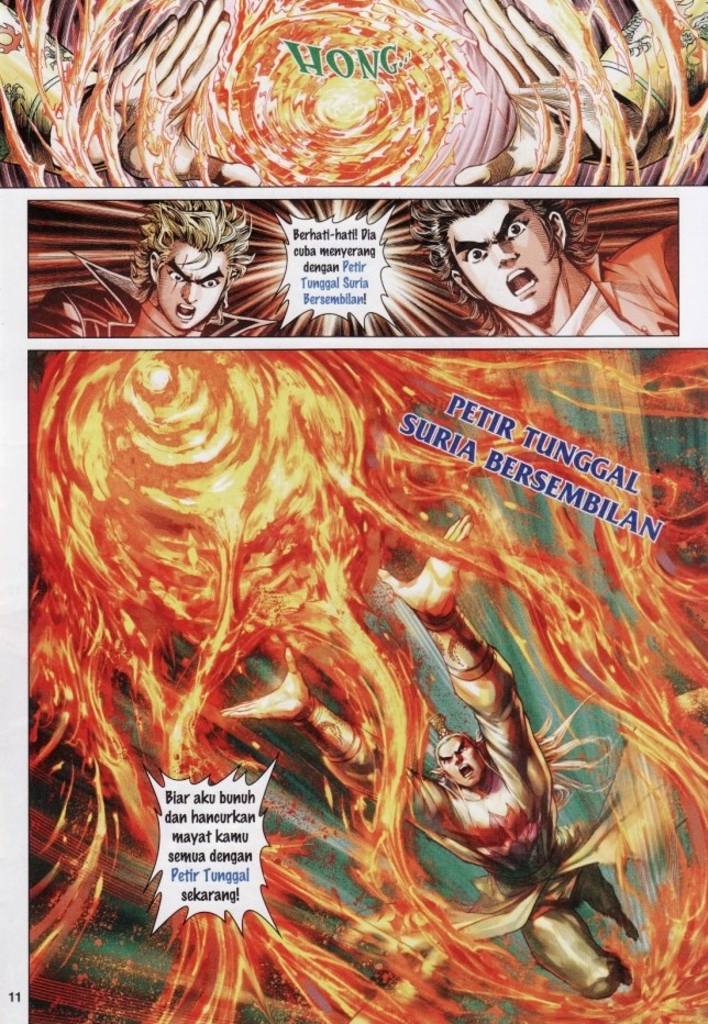 HONG...
Berhati-hati! Dia
cuba menyerang
dengan Petir
Tunggal Suria
Bersembilan!
PETIR TUNGGAL
SURIA BERSEMBILAN
Biar aku bunuh
dan hancurkan
mayat kamu
semua dengan
Petir Tunggal
sekarang!
11